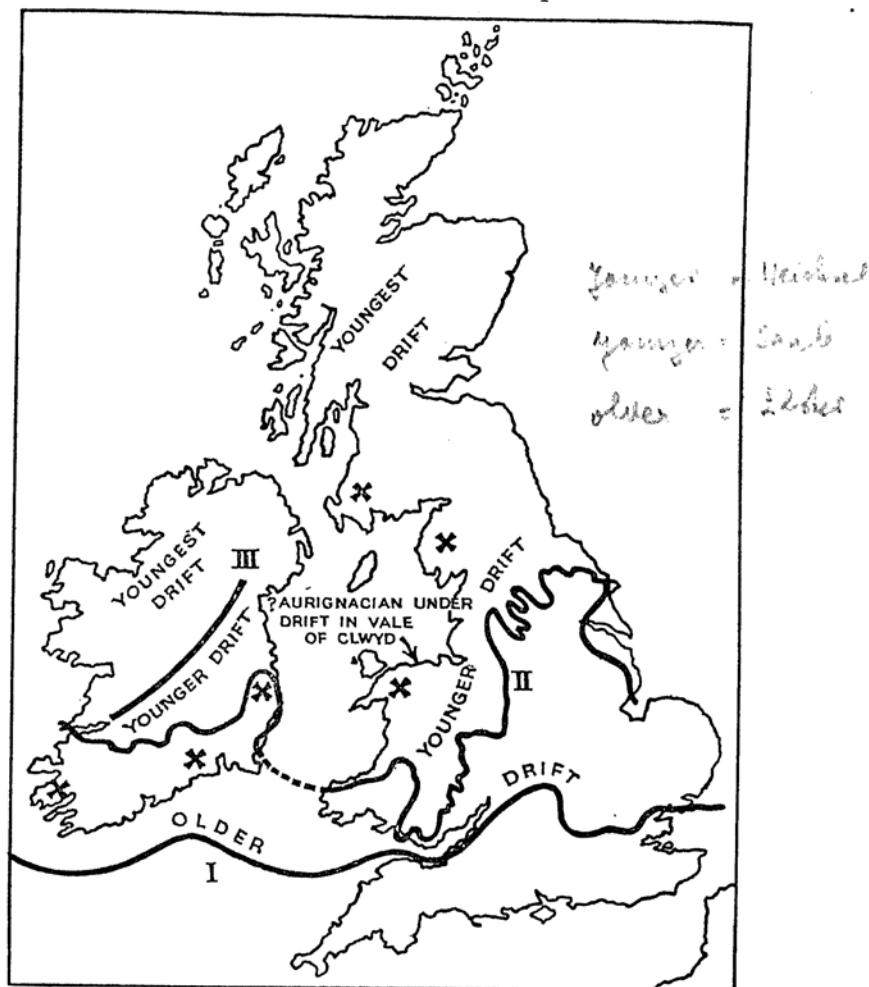 YOUNGEST
DRIFT
YOUNGEST
DRIFT
III
YOUNGER DRIFT
?AURIGNACIAN UNDER
DRIFT IN VALE
OF CLWYD
DRIFT
YOUNGER
II
DRIFT
OLDER
I
Younger
younger =
older =